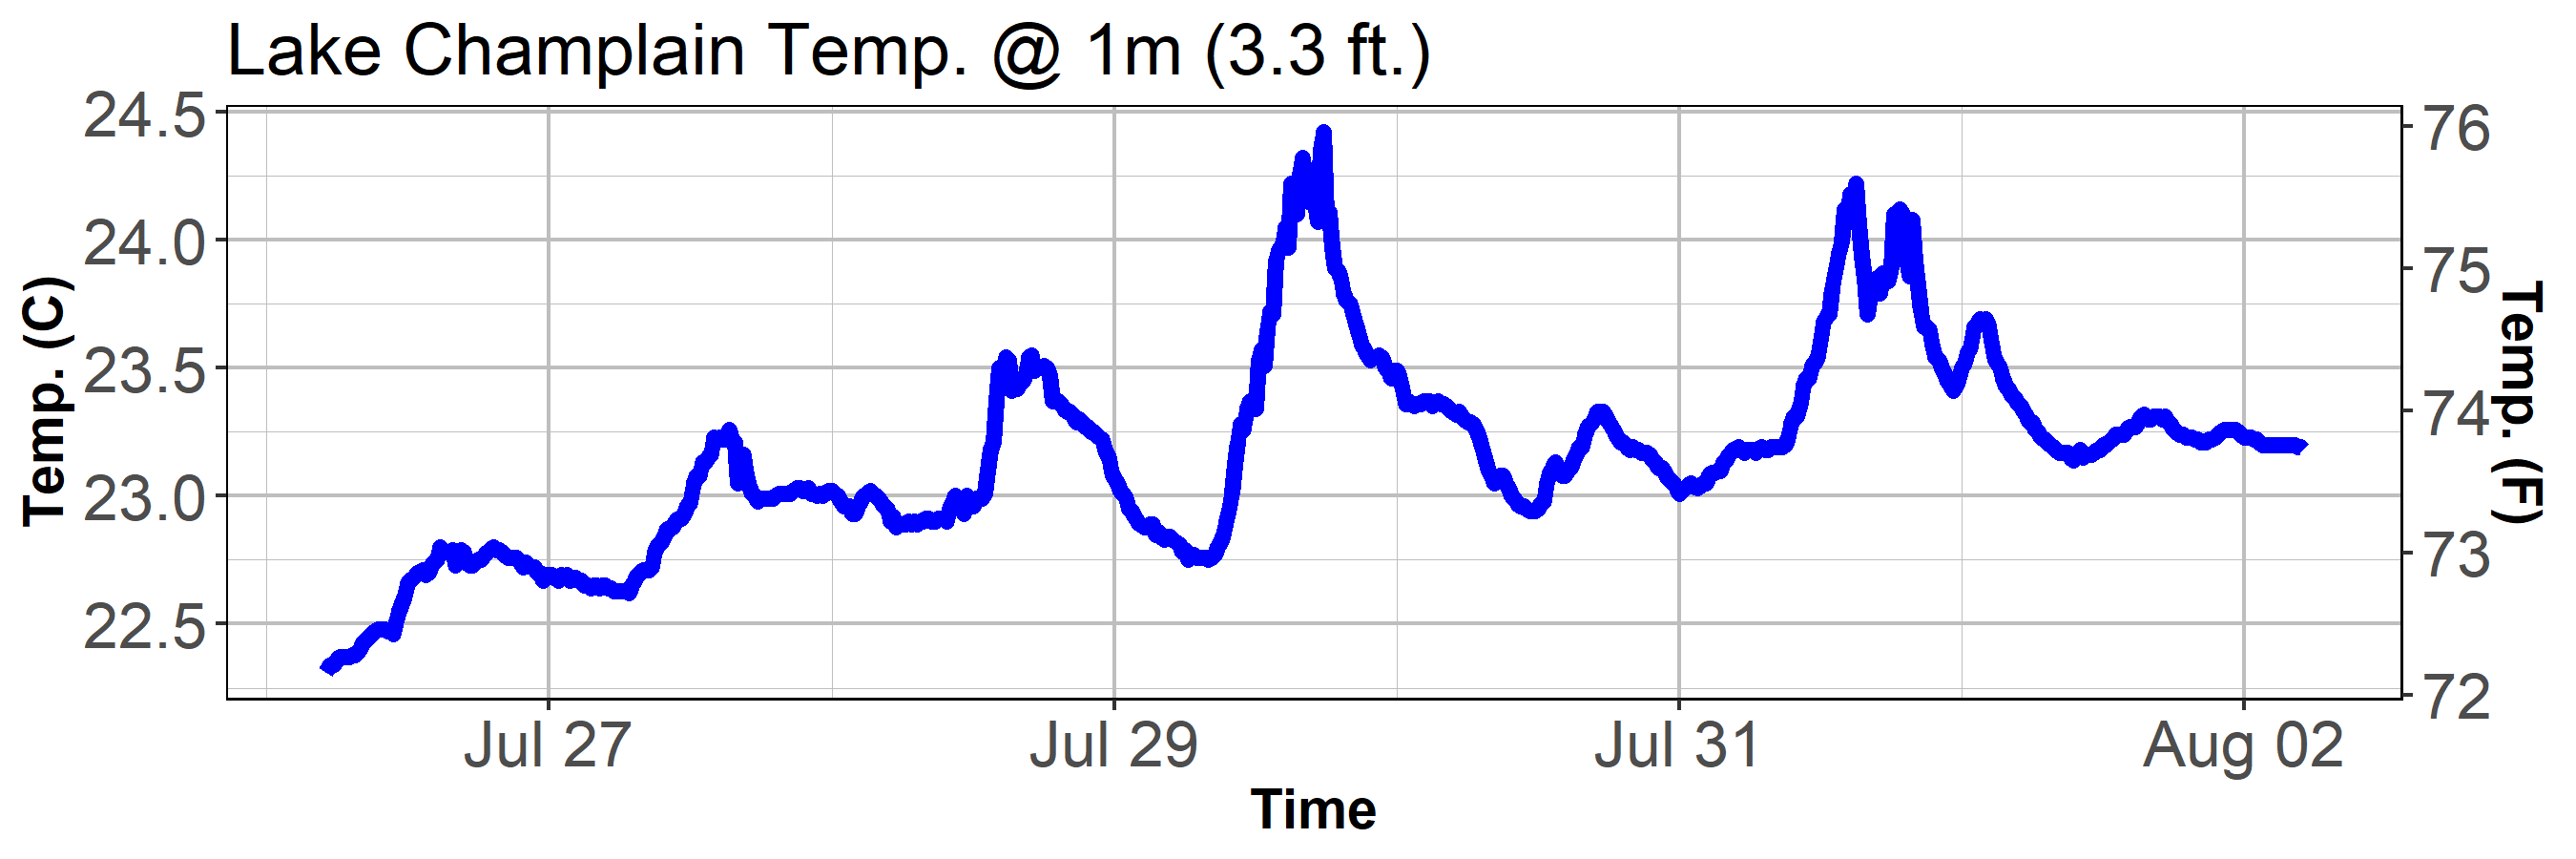 Lake Champlain Temp. @ 1m (3.3 ft.)
24.5
24.0
23.5
23.0
22.5
Temp. (C)
76
75
74
73
72
Temp. (F)
Jul 27
Jul 29
Jul 31
Aug 02
Time